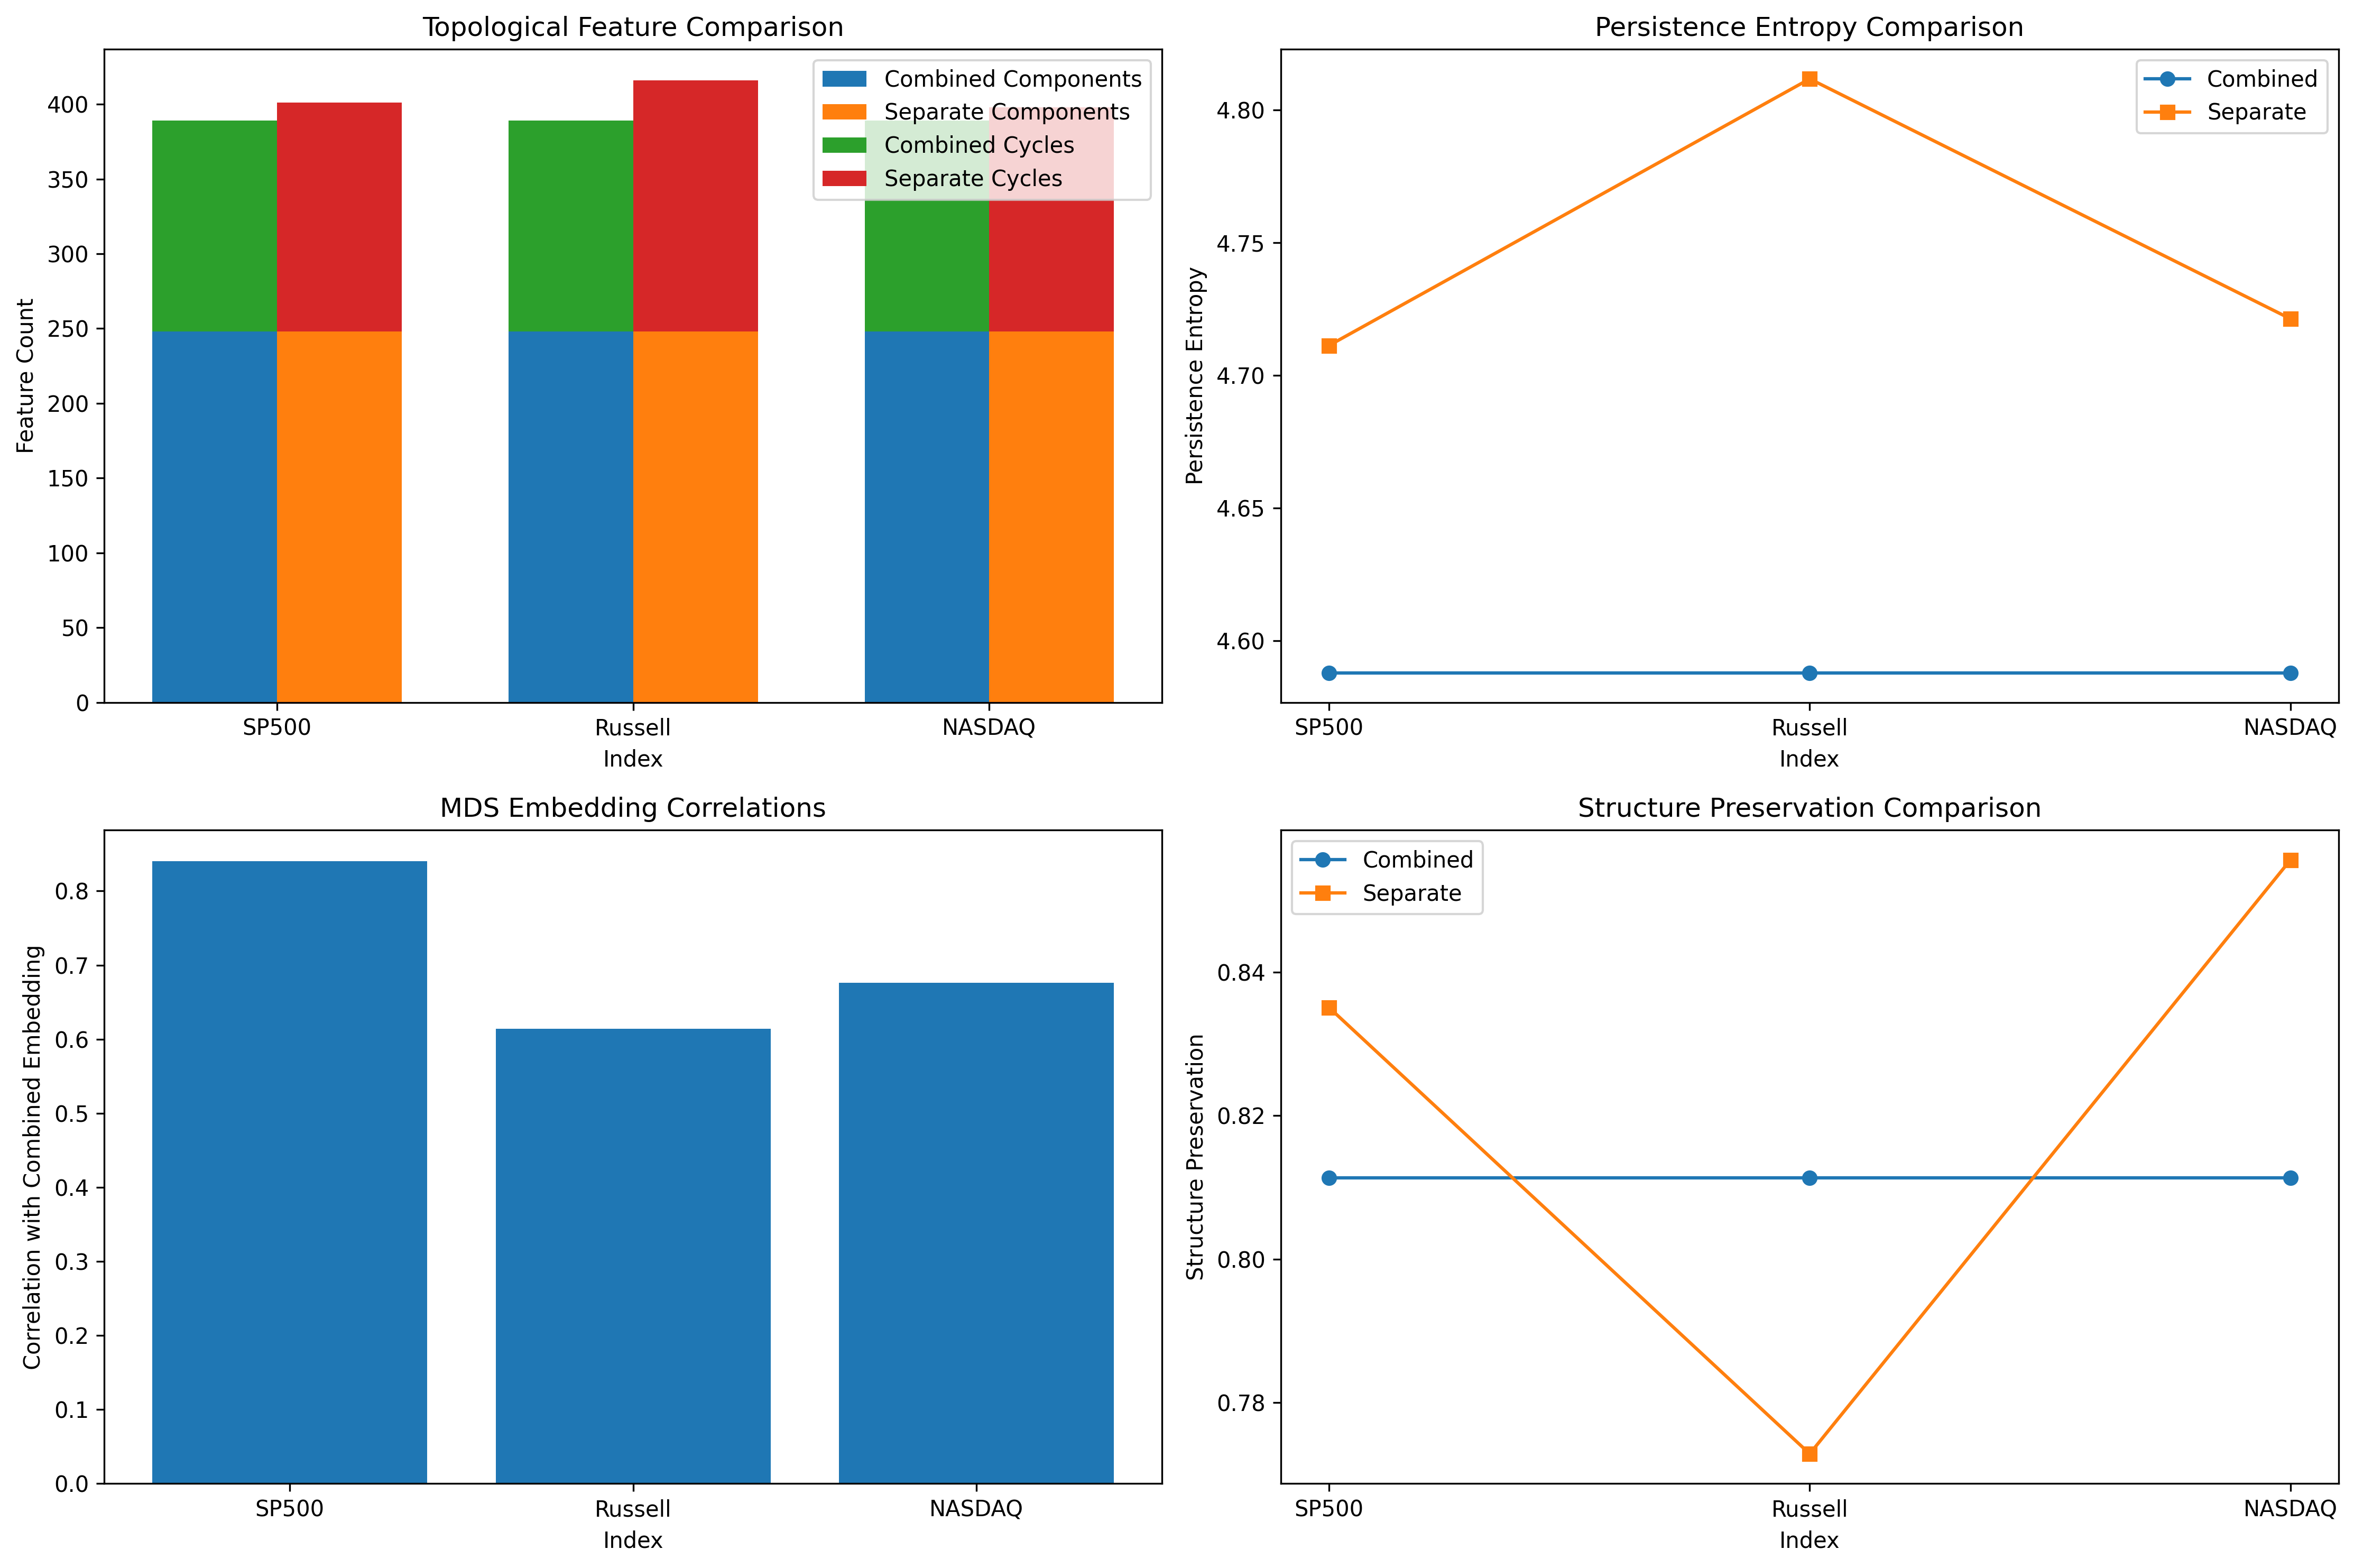 Topological Feature Comparison
400
350
300
250
200
150
100
50
0
Feature Count
Combined Components
Separate Components
Combined Cycles
Separate Cycles
SP500 Russell NASDAQ
Index
Persistence Entropy Comparison
4.80
4.75
4.70
4.65
4.60
Persistence Entropy
Combined
Separate
SP500 Russell NASDAQ
Index
MDS Embedding Correlations
0.8
0.7
0.6
0.5
0.4
0.3
0.2
0.1
0.0
Correlation with Combined Embedding
SP500 Russell NASDAQ
Index
Structure Preservation Comparison
Combined
Separate
0.84
0.82
0.80
0.78
Structure Preservation
SP500 Russell NASDAQ
Index